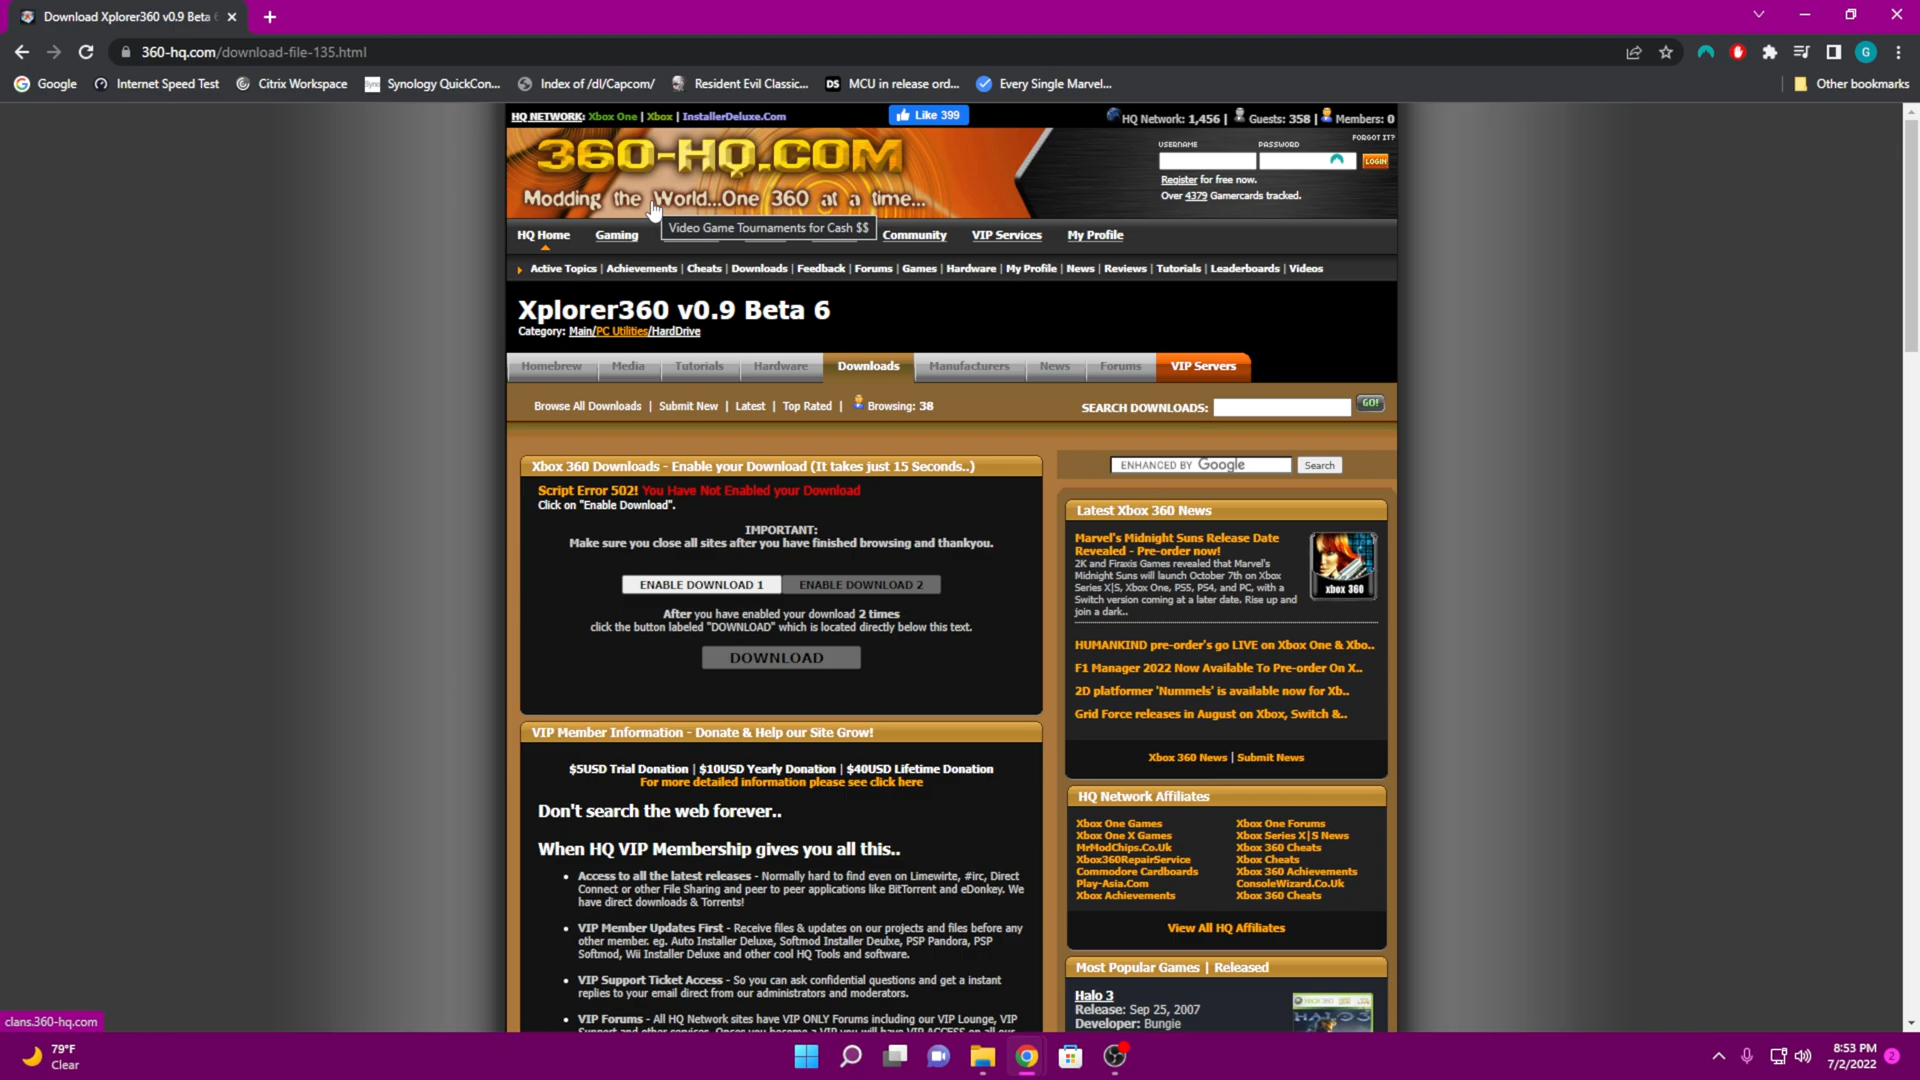 Download Xplorer360 v0.9 Beta 6
360-hq.com/download-file-135.html
G
Google
Internet Speed Test
Citrix Workspace
Synology QuickCon...
Index of /dl/Capcom/
Resident Evil Classic...
DS
MCU in release ord...
Every Single Marvel...
Other bookmarks
HQ NETWORK: Xbox One | Xbox | InstallerDeluxe.Com
Like 399
HQ Network: 1,456 | Guests: 358 | Members: 0
360-HQ.COM
Modding the World...One 360 at a time...
FORGOT IT?
USERNAME
PASSWORD
LOGIN
Register for free now.
Over 4379 Gamercards tracked.
Video Game Tournaments for Cash $$
HQ Home
Gaming
Community
VIP Services
My Profile
Active Topics | Achievements | Cheats | Downloads | Feedback | Forums | Games | Hardware | My Profile | News | Reviews | Tutorials | Leaderboards | Videos
Xplorer360 v0.9 Beta 6
Category: Main/PC Utilities/HardDrive
Homebrew
Media
Tutorials
Hardware
Downloads
Manufacturers
News
Forums
VIP Servers
Browse All Downloads | Submit New | Latest | Top Rated | Browsing: 38
SEARCH DOWNLOADS:
GO!
Xbox 360 Downloads - Enable your Download (It takes just 15 Seconds..)
Script Error 502! You Have Not Enabled your Download
Click on "Enable Download".
IMPORTANT:
Make sure you close all sites after you have finished browsing and thankyou.
ENABLE DOWNLOAD 1
ENABLE DOWNLOAD 2
After you have enabled your download 2 times
click the button labeled "DOWNLOAD" which is located directly below this text.
DOWNLOAD
VIP Member Information - Donate & Help our Site Grow!
$5USD Trial Donation | $10USD Yearly Donation | $40USD Lifetime Donation
For more detailed information please see click here
Don't search the web forever..
When HQ VIP Membership gives you all this..
• Access to all the latest releases - Normally hard to find even on Limewirte, #irc, Direct
Connect or other File Sharing and peer to peer applications like BitTorrent and eDonkey. We
have direct downloads & Torrents!
• VIP Member Updates First - Receive files & updates on our projects and files before any
other member. eg. Auto Installer Deluxe, Softmod Installer Deulxe, PSP Pandora, PSP
Softmod, Wii Installer Deluxe and other cool HQ Tools and software.
• VIP Support Ticket Access - So you can ask confidential questions and get a instant
replies to your email direct from our administrators and moderators.
• VIP Forums - All HQ Network sites have VIP ONLY Forums including our VIP Lounge, VIP
ENHANCED BY Google
Search
Latest Xbox 360 News
Marvel's Midnight Suns Release Date
Revealed - Pre-order now!
2K and Firaxis Games revealed that Marvel's
Midnight Suns will launch October 7th on Xbox
Series X|S, Xbox One, PS5, PS4, and PC, with a
Switch version coming at a later date. Rise up and
join a dark..
xbox 360
HUMANKIND pre-order's go LIVE on Xbox One & Xbo..
F1 Manager 2022 Now Available To Pre-order On X..
2D platformer 'Nummels' is available now for Xb..
Grid Force releases in August on Xbox, Switch &..
Xbox 360 News | Submit News
HQ Network Affiliates
Xbox One Games
Xbox One Forums
Xbox One X Games
Xbox Series X|S News
MrModChips.Co.Uk
Xbox 360 Cheats
Xbox360RepairService
Xbox Cheats
Commodore Cardboards
Xbox 360 Achievements
Play-Asia.Com
ConsoleWizard.Co.Uk
Xbox Achievements
Xbox 360 Cheats
View All HQ Affiliates
Most Popular Games | Released
Halo 3
Release: Sep 25, 2007
Developer: Bungie
HALO 3
clans.360-hq.com
79°F
Clear
8:53 PM
7/2/2022
2